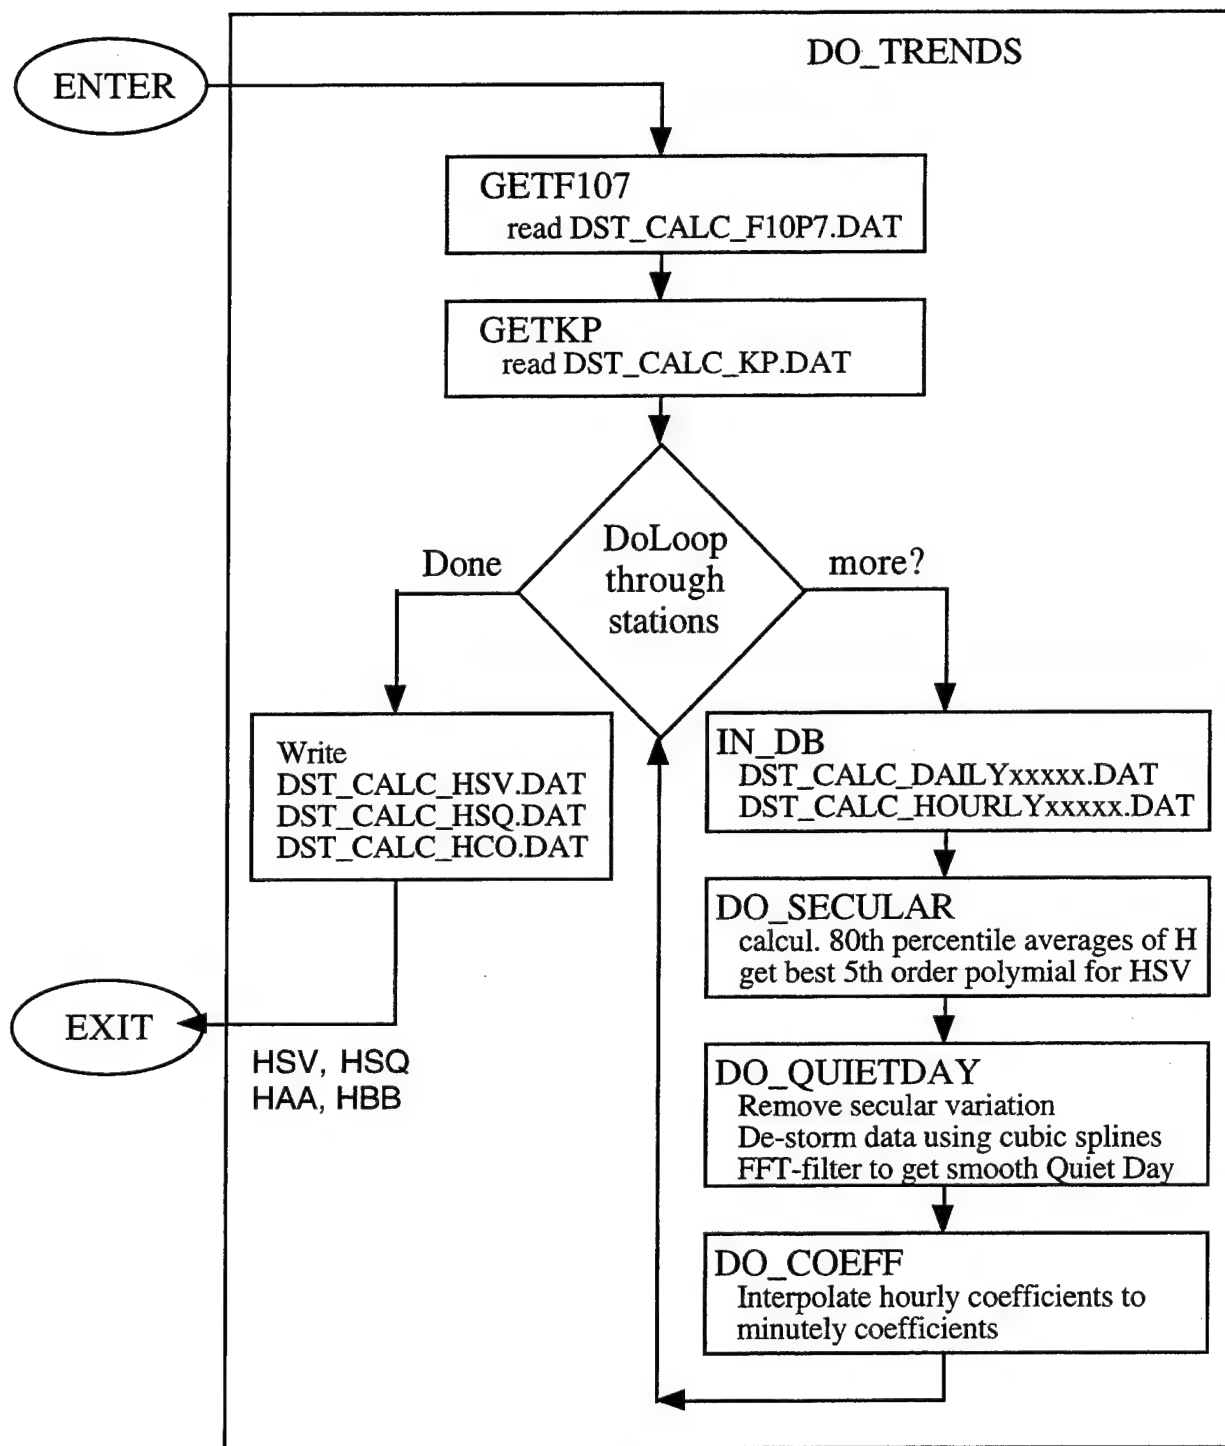 DO_TRENDS
ENTER
GETF107
read DST_CALC_F10P7.DAT
GETKP
read DST_CALC_KP.DAT
DoLoop
through
stations
Done
more?
Write
DST_CALC_HSV.DAT
DST_CALC_HSQ.DAT
DST_CALC_HCO.DAT
IN_DB
DST_CALC_DAILYxxxxx.DAT
DST_CALC_HOURLYxxxxx.DAT
DO_SECULAR
calcul. 80th percentile averages of H
get best 5th order polymial for HSV
EXIT
HSV, HSQ
HAA, HBB
DO_QUIETDAY
Remove secular variation
De-storm data using cubic splines
FFT-filter to get smooth Quiet Day
DO_COEFF
Interpolate hourly coefficients to
minutely coefficients